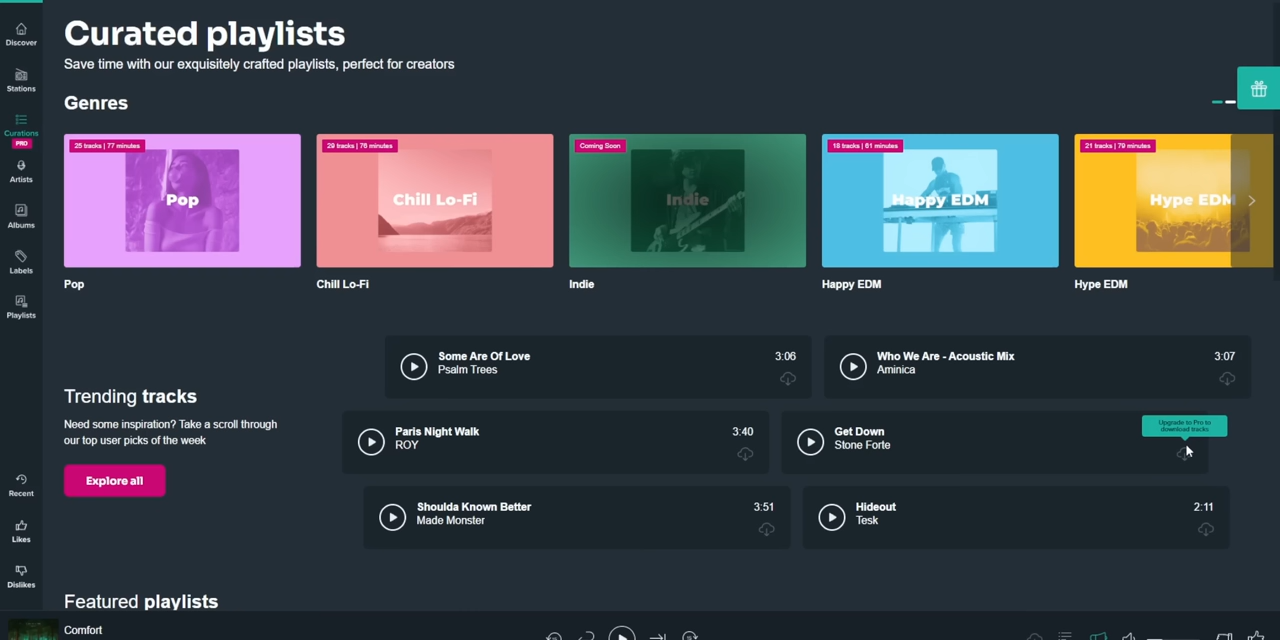 Curated playlists
Save time with our exquisitely crafted playlists, perfect for creators
Discover
Stations
Curations
PRO
Artists
Albums
Labels
Playlists
Recent
Likes
Dislikes
Genres
25 tracks | 77 minutes
Pop
Pop
29 tracks | 76 minutes
Chill Lo-Fi
Chill Lo-Fi
Coming Soon
Indie
Indie
18 tracks | 61 minutes
Happy EDM
Happy EDM
21 tracks | 79 minutes
Hype EDM
Hype EDM
Trending tracks
Need some inspiration? Take a scroll through
our top user picks of the week
Explore all
Some Are Of Love
Psalm Trees
3:06
Who We Are - Acoustic Mix
Aminica
3:07
Paris Night Walk
ROY
3:40
Get Down
Stone Forte
Upgrade to Pro to
download tracks
Shoulda Known Better
Made Monster
3:51
Hideout
Tesk
2:11
Featured playlists
Comfort